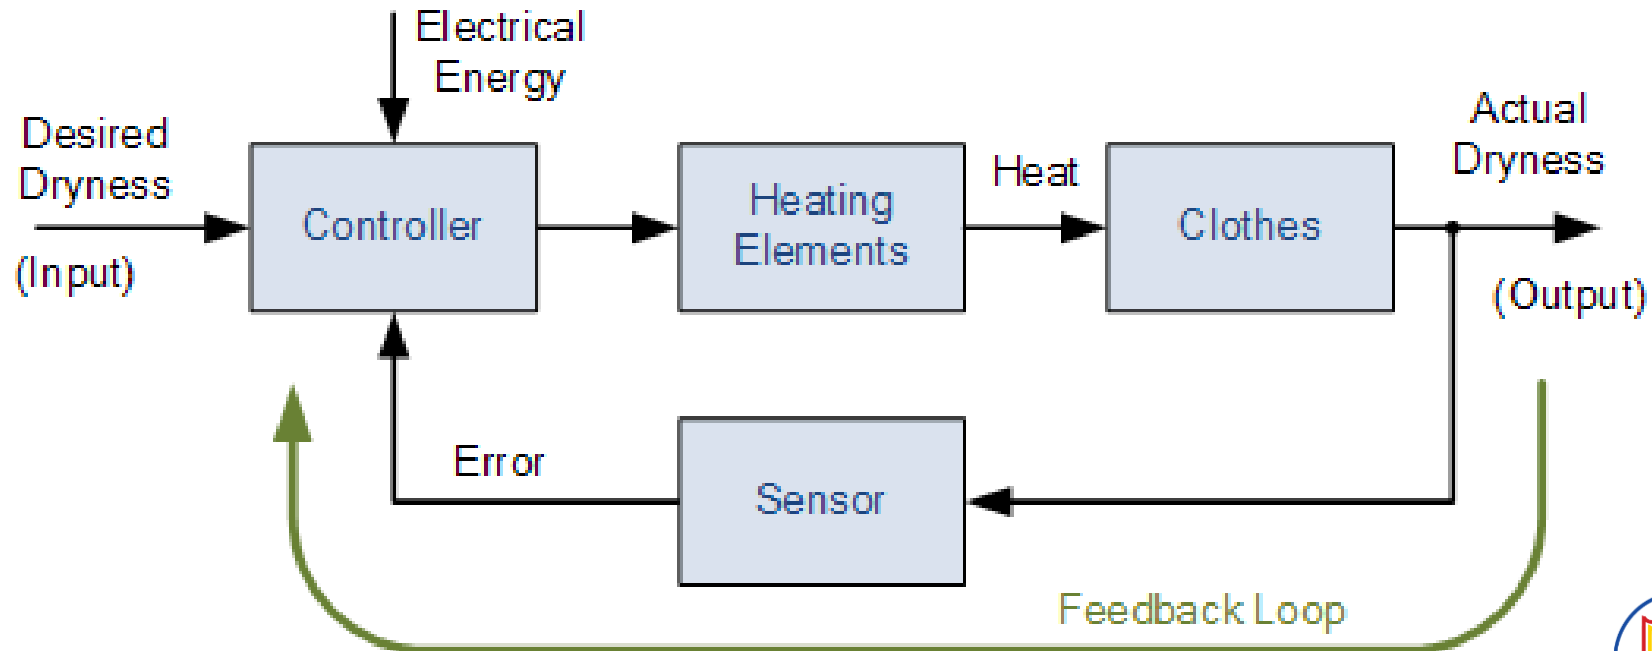 Electrical
Energy
Desired
Dryness
(Input)
Controller
Heating
Elements
Heat
Clothes
Actual
Dryness
(Output)
Error
Sensor
Feedback Loop